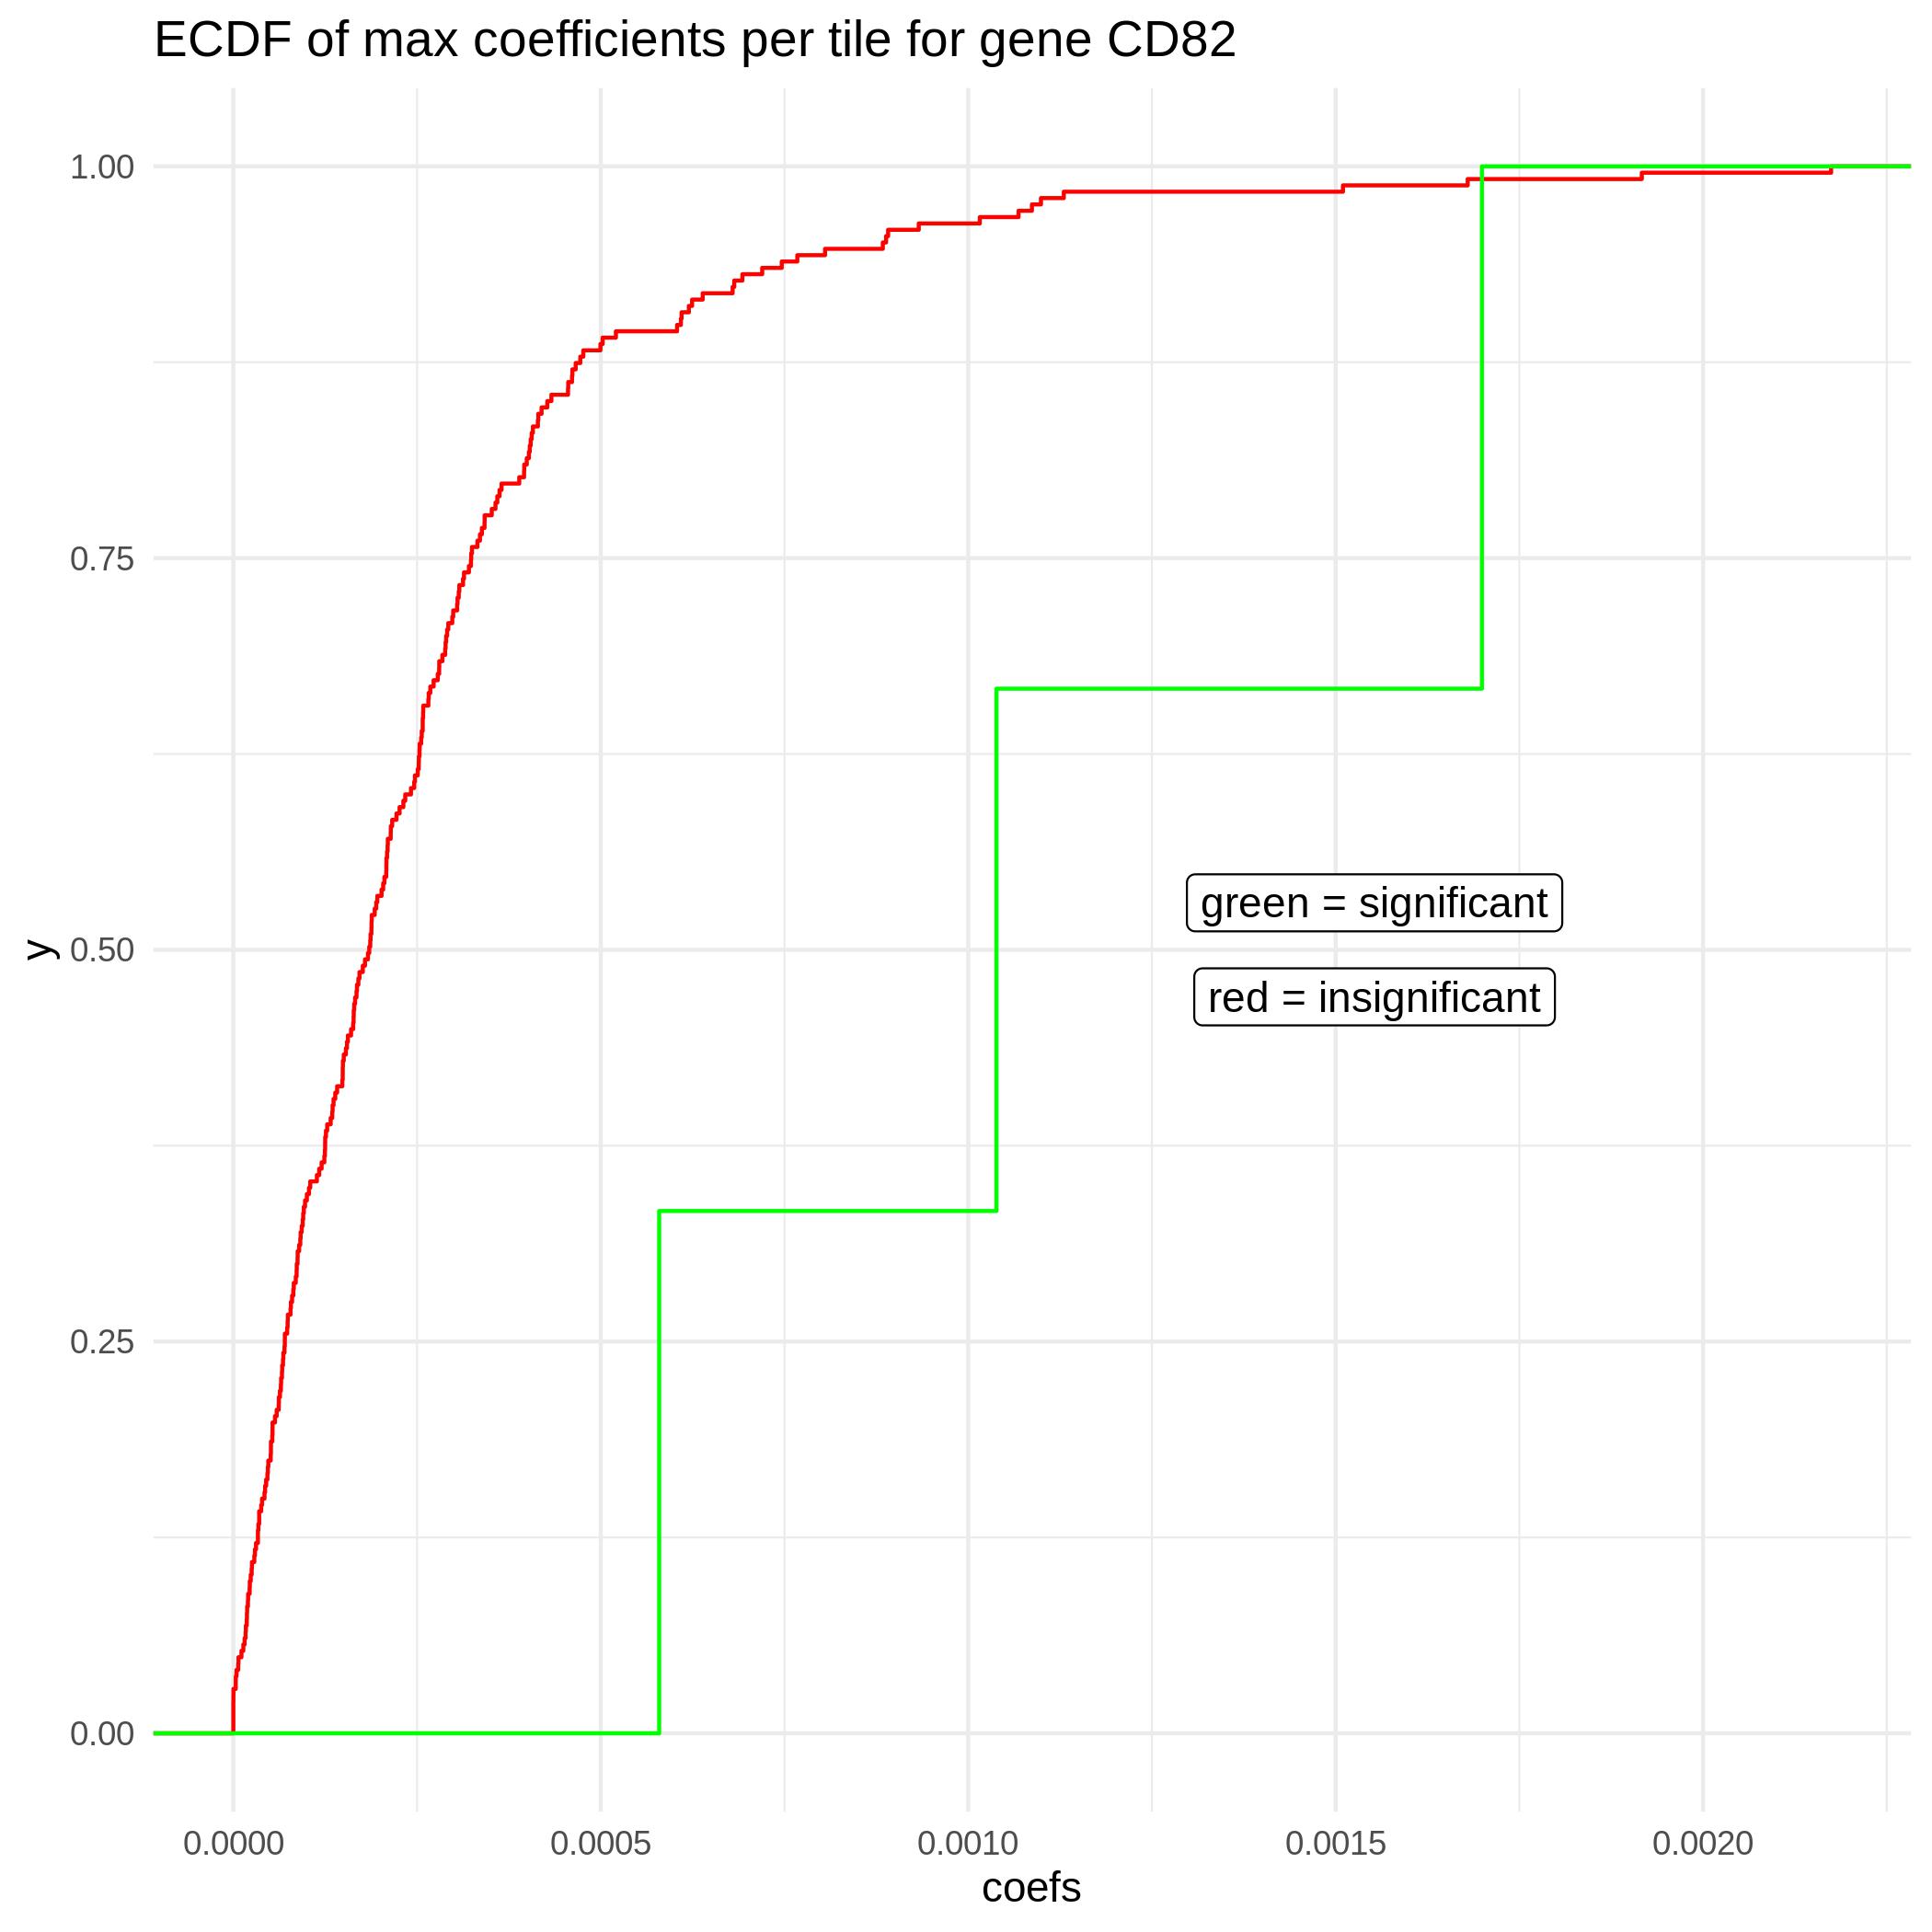 ECDF of max coefficients per tile for gene CD82
1.00
0.75
0.50
0.25
0.00
y
green = significant
red = insignificant
0.0000 0.0005 0.0010 0.0015 0.0020
coefs